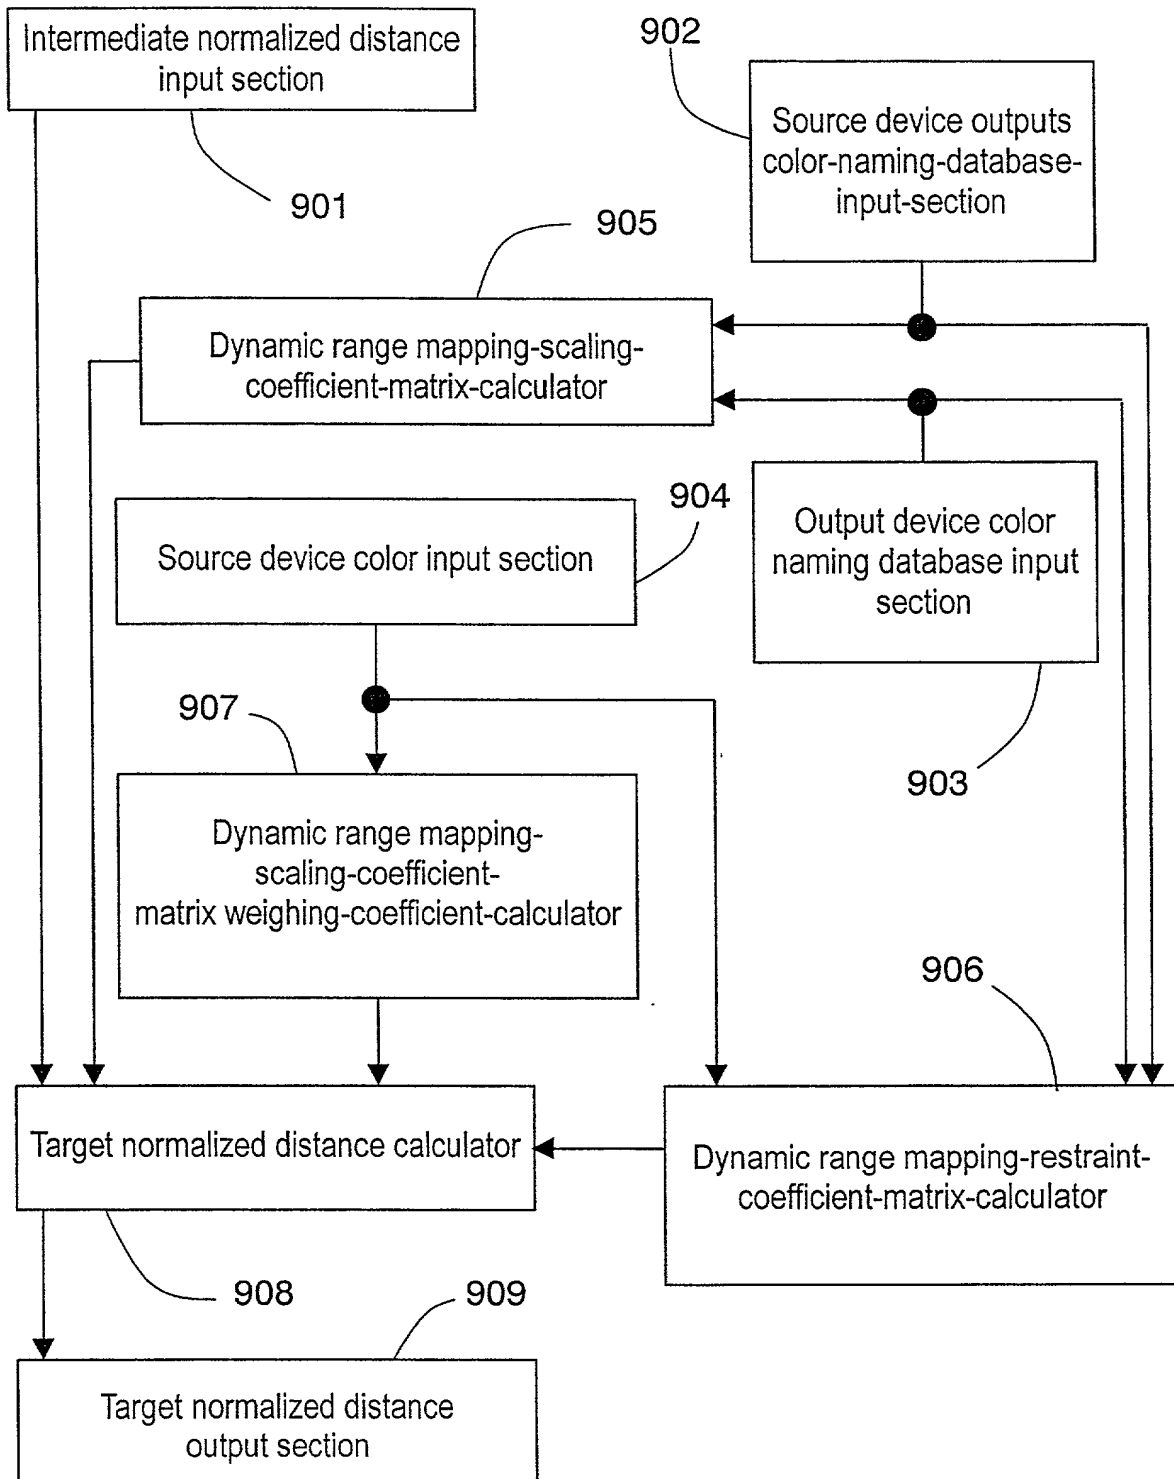 Intermediate normalized distance
input section
901
902
Source device outputs
color-naming-database-
input-section
905
Dynamic range mapping-scaling-
coefficient-matrix-calculator
904
Source device color input section
Output device color
naming database input
section
903
907
Dynamic range mapping-
scaling-coefficient-
matrix weighing-coefficient-calculator
906
Target normalized distance calculator
Dynamic range mapping-restraint-
coefficient-matrix-calculator
908
909
Target normalized distance
output section